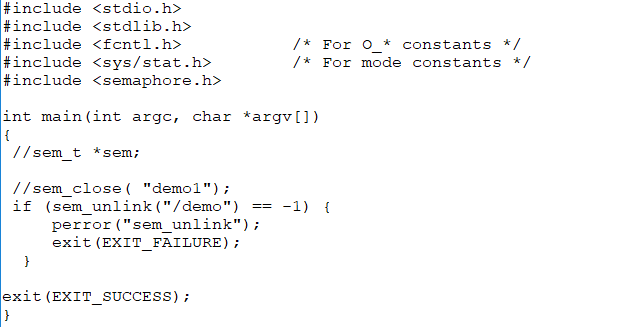 #include <stdio.h>
#include <stdlib.h>
#include <fcntl.h>           /* For O_* constants */
#include <sys/stat.h>        /* For mode constants */
#include <semaphore.h>

int main(int argc, char *argv[])
{
 //sem_t *sem;

 //sem_close( "demo1");
 if (sem_unlink("/demo") == -1) {
     perror("sem_unlink");
     exit(EXIT_FAILURE);
  }

exit(EXIT_SUCCESS);
}